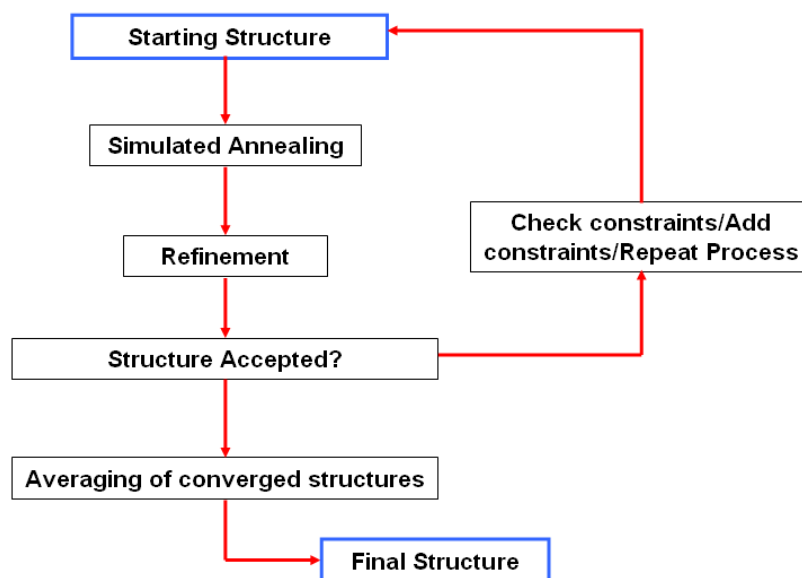 Starting Structure
Simulated Annealing
Refinement
Check constraints/Add
constraints/Repeat Process
Structure Accepted?
Averaging of converged structures
Final Structure